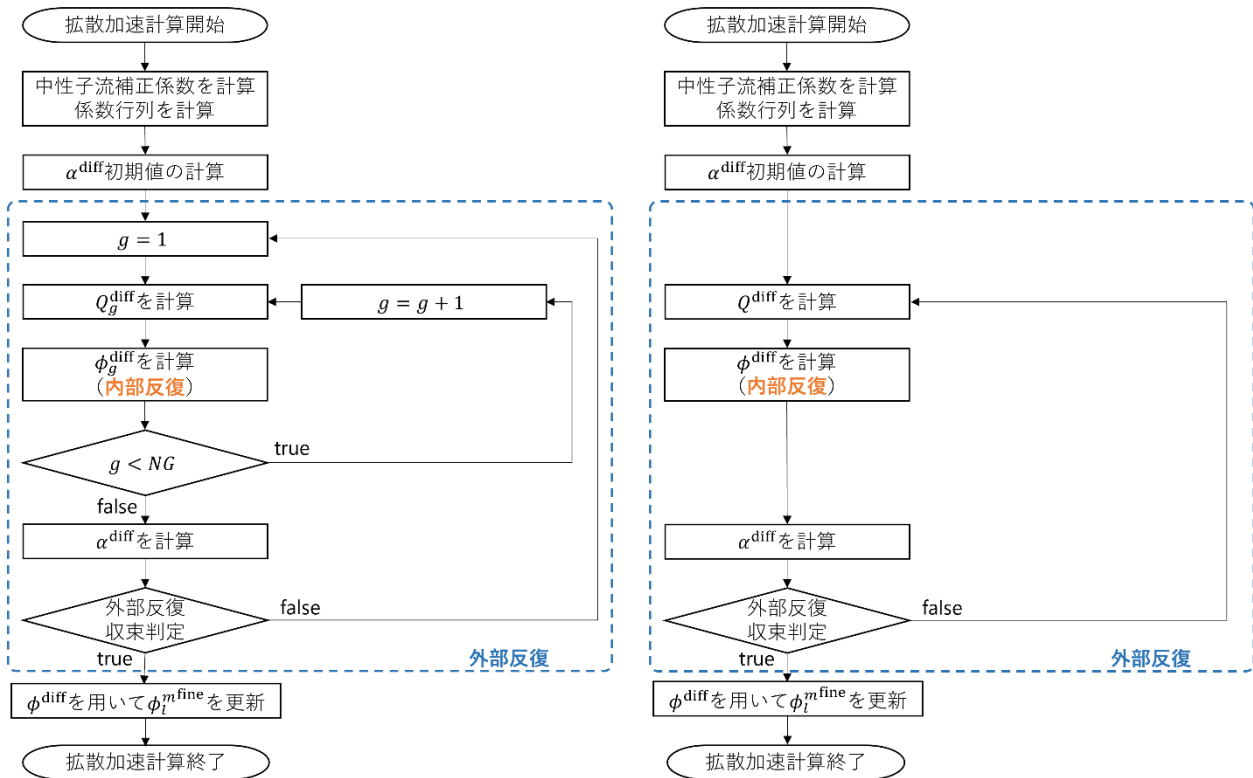 拡散加速計算開始
中性子流補正係数を計算
係数行列を計算
α^diff初期値の計算
g = 1
Q_g^diffを計算
g = g + 1
ϕ_g^diffを計算
（内部反復）
g < NG
true
false
α^diffを計算
外部反復
収束判定
false
true
外部反復
ϕ^diffを用いてϕ_l^{m^fine}を更新
拡散加速計算終了
拡散加速計算開始
中性子流補正係数を計算
係数行列を計算
α^diff初期値の計算
Q^diffを計算
ϕ^diffを計算
（内部反復）
α^diffを計算
外部反復
収束判定
false
true
外部反復
ϕ^diffを用いてϕ_l^{m^fine}を更新
拡散加速計算終了